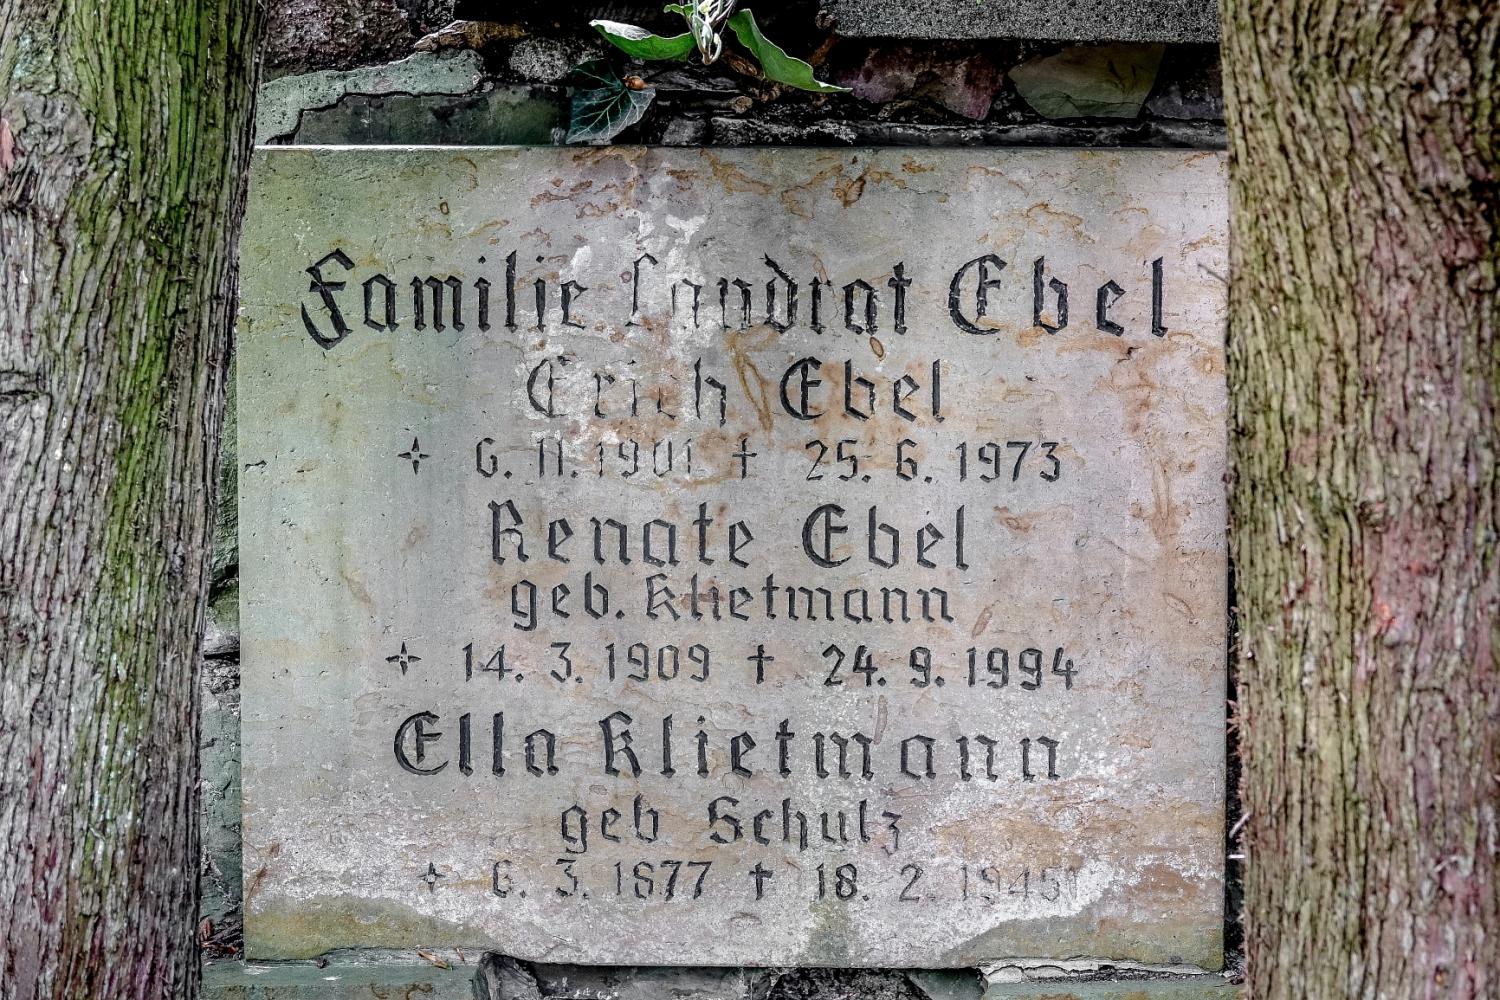 Familie Landrat Ebel
Erich Ebel
✧ 6. 11. 1901 † 25. 6. 1973
Renate Ebel
geb. Klietmann
✧ 14. 3. 1909 † 24. 9. 1994
Ella Klietmann
geb Schulz
✧ 6. 3. 1877 † 18. 2. 1945